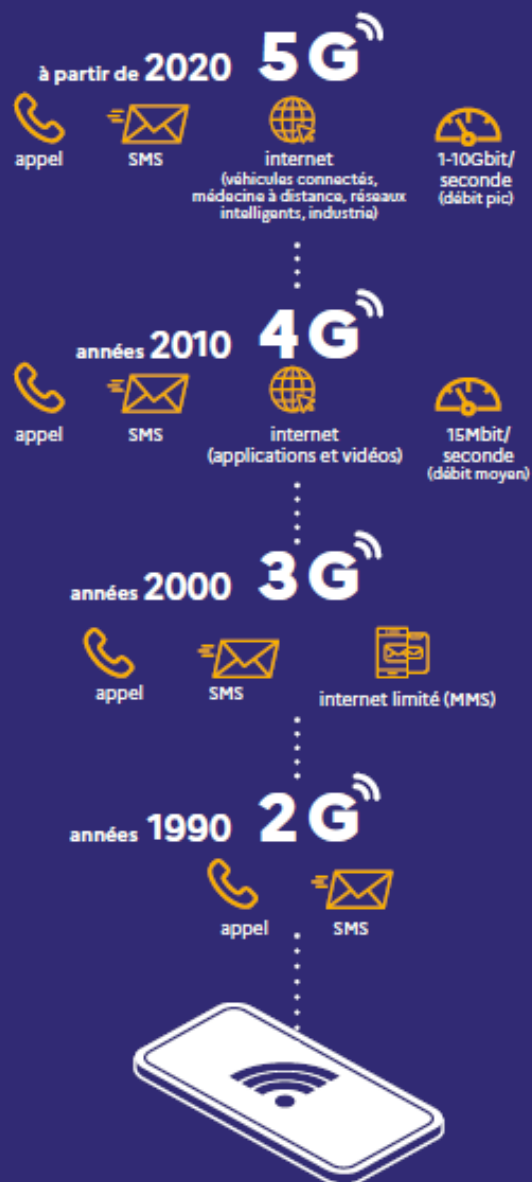 à partir de 2020 5G
appel
SMS
internet
(véhicules connectés,
médecine à distance, réseaux
intelligents, industrie)
1-10Gbit/
seconde
(débit pic)
années 2010 4G
appel
SMS
internet
(applications et vidéos)
15Mbit/
seconde
(débit moyen)
années 2000 3G
appel
SMS
internet limité (MMS)
années 1990 2G
appel
SMS